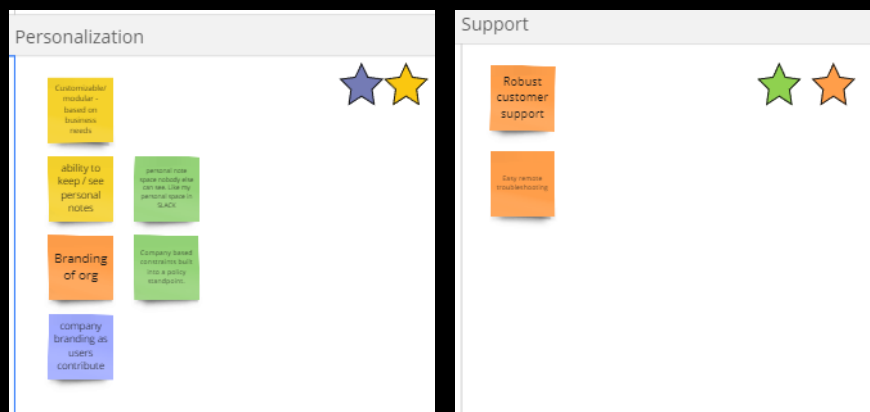 Personalization
Customizable/
modular -
based on
business
needs
ability to
keep / see
personal
notes
personal note
space nobody else
can see. Like my
personal space in
SLACK
Branding
of org
Company based
constraints built
into a policy
standpoint.
company
branding as
users
contribute
Support
Robust
customer
support
Easy remote
troubleshooting